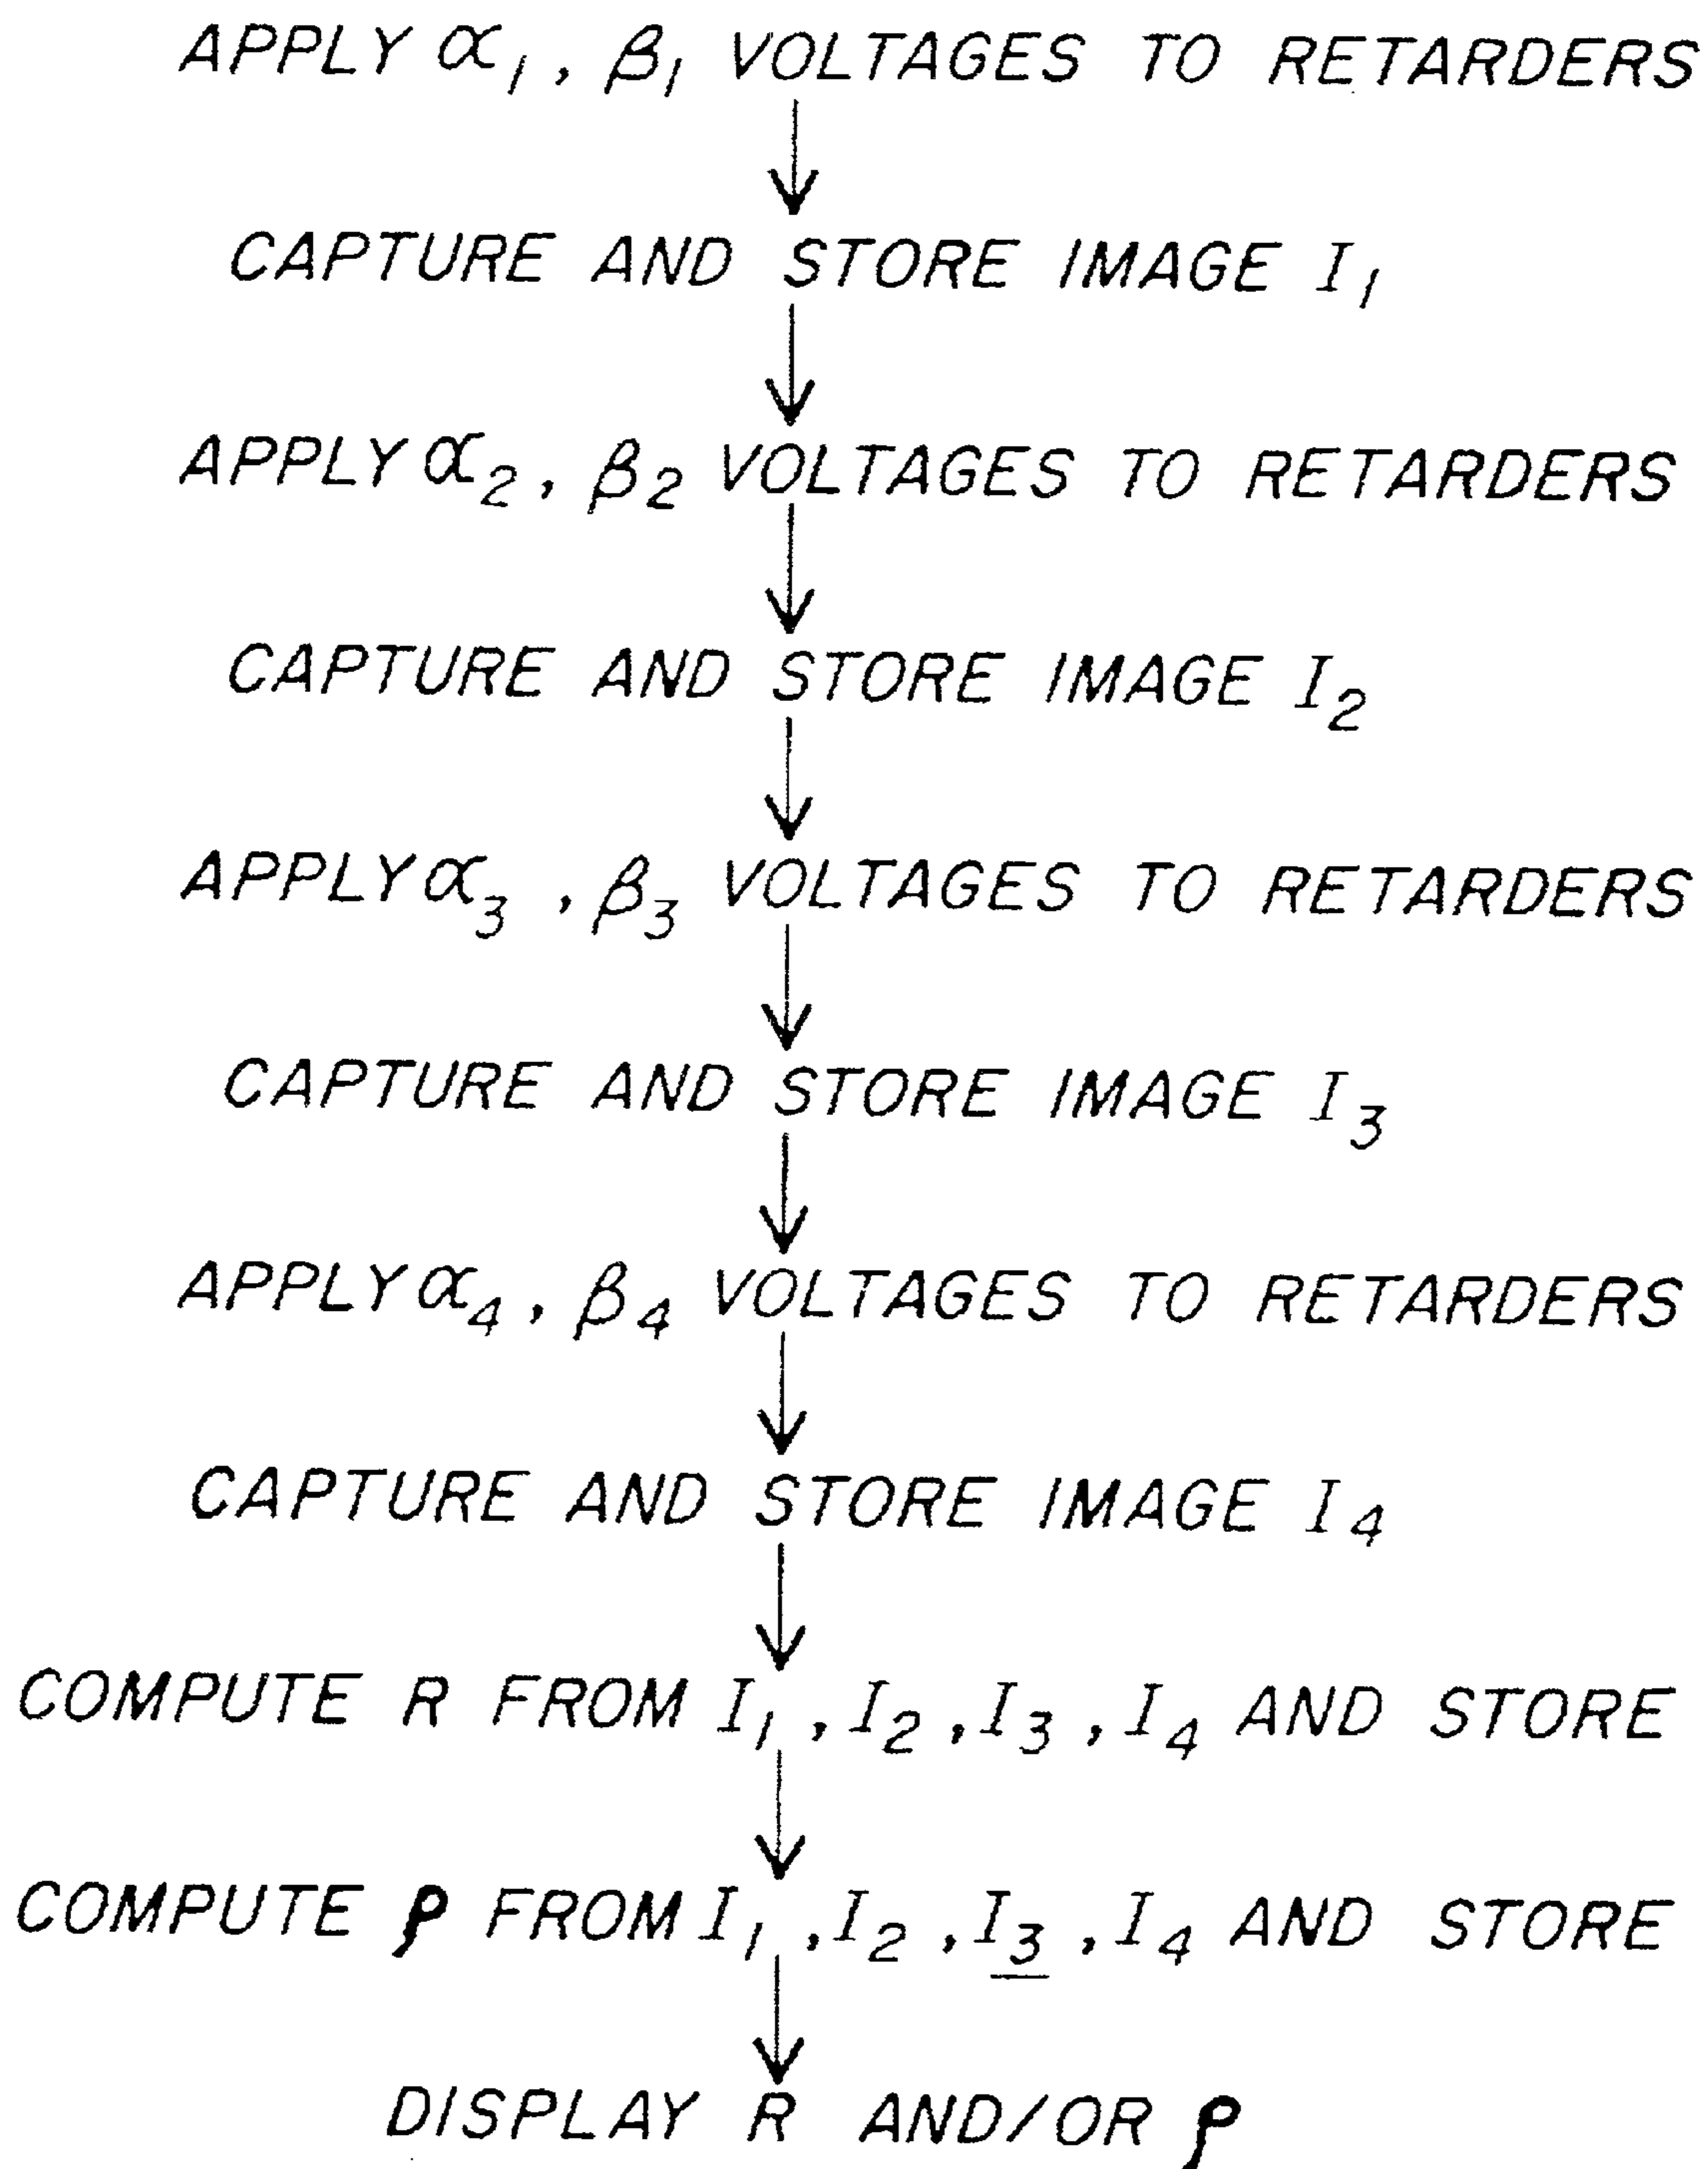 APPLY α₁, β₁ VOLTAGES TO RETARDERS
CAPTURE AND STORE IMAGE I₁
APPLY α₂, β₂ VOLTAGES TO RETARDERS
CAPTURE AND STORE IMAGE I₂
APPLY α₃, β₃ VOLTAGES TO RETARDERS
CAPTURE AND STORE IMAGE I₃
APPLY α₄, β₄ VOLTAGES TO RETARDERS
CAPTURE AND STORE IMAGE I₄
COMPUTE R FROM I₁, I₂, I₃, I₄ AND STORE
COMPUTE ρ FROM I₁, I₂, I₃, I₄ AND STORE
DISPLAY R AND/OR ρ